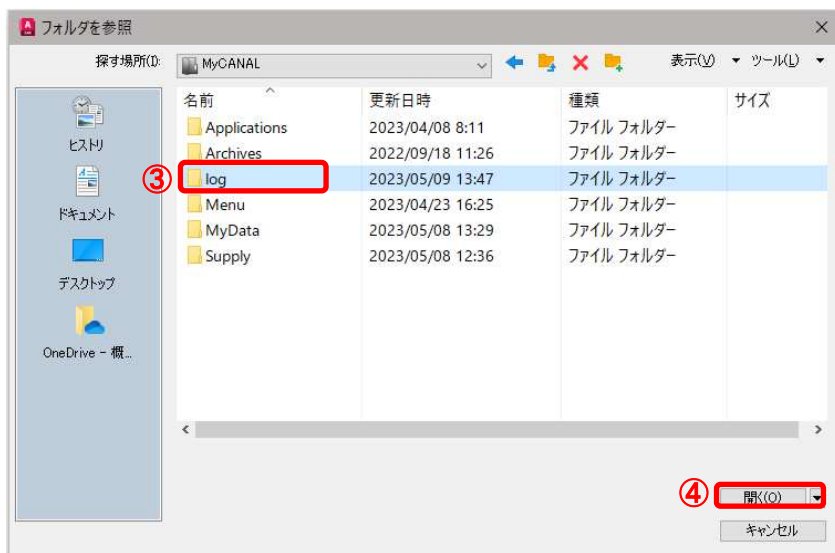 フォルダを参照
探す場所(I): MyCANAL 表示(V) ツール(L)
名前 更新日時 種類 サイズ
Applications 2023/04/08 8:11 ファイル フォルダー
Archives 2022/09/18 11:26 ファイル フォルダー
③ log 2023/05/09 13:47 ファイル フォルダー
Menu 2023/04/23 16:25 ファイル フォルダー
MyData 2023/05/08 13:29 ファイル フォルダー
Supply 2023/05/08 12:36 ファイル フォルダー
ヒストリ
ドキュメント
デスクトップ
OneDrive - 概...
④ 開く(O)
キャンセル